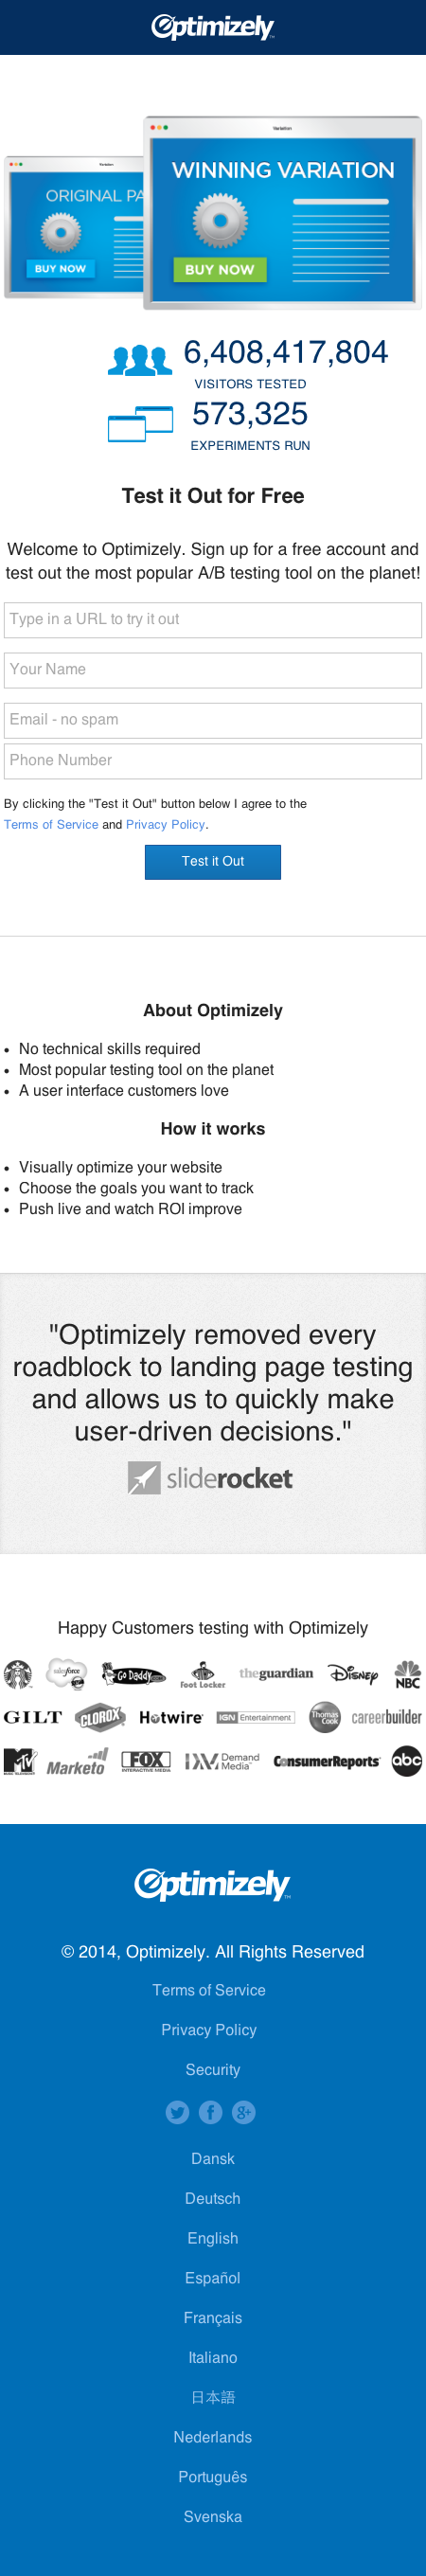 Optimizely
Variation
Variation
WINNING VARIATION
ORIGINAL PA
BUY NOW
BUY NOW
6,408,417,804
VISITORS TESTED
573,325
EXPERIMENTS RUN
Test it Out for Free
Welcome to Optimizely. Sign up for a free account and
test out the most popular A/B testing tool on the planet!
Type in a URL to try it out
Your Name
Email - no spam
Phone Number
By clicking the "Test it Out" button below I agree to the
Terms of Service and Privacy Policy.
Test it Out
About Optimizely
• No technical skills required
• Most popular testing tool on the planet
• A user interface customers love
How it works
• Visually optimize your website
• Choose the goals you want to track
• Push live and watch ROI improve
"Optimizely removed every
roadblock to landing page testing
and allows us to quickly make
user-driven decisions."
sliderocket
Happy Customers testing with Optimizely
salesforce Go Daddy Foot Locker theguardian Disney NBC
GILT CLOROX Hotwire IGN Entertainment Thomas Cook careerbuilder
MTV MUSIC TELEVISION Marketo FOX INTERACTIVE MEDIA Demand Media ConsumerReports abc
Optimizely™
© 2014, Optimizely. All Rights Reserved
Terms of Service
Privacy Policy
Security
Dansk
Deutsch
English
Español
Français
Italiano
日本語
Nederlands
Português
Svenska